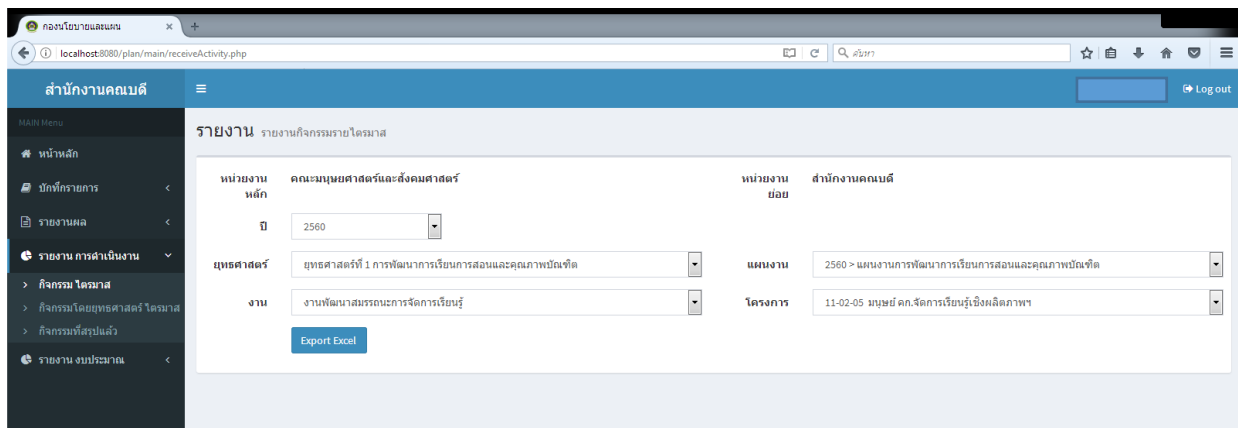 กองนโยบายและแผน
localhost:8080/plan/main/receiveActivity.php
ค้นหา
สำนักงานคณบดี
Log out
MAIN Menu
รายงาน รายงานกิจกรรมรายไตรมาส
หน้าหลัก
หน่วยงานหลัก คณะมนุษยศาสตร์และสังคมศาสตร์ หน่วยงานย่อย สำนักงานคณบดี
บักทึกรายการ
รายงานผล
ปี 2560
รายงาน การดำเนินงาน
ยุทธศาสตร์ ยุทธศาสตร์ที่ 1 การพัฒนาการเรียนการสอนและคุณภาพบัณฑิต แผนงาน 2560 > แผนงานการพัฒนาการเรียนการสอนและคุณภาพบัณฑิต
กิจกรรม ไตรมาส
งาน งานพัฒนาสมรรถนะการจัดการเรียนรู้ โครงการ 11-02-05 มนุษย์ คก.จัดการเรียนรู้เชิงผลิตภาพฯ
กิจกรรมโดยยุทธศาสตร์ ไตรมาส
กิจกรรมที่สรุปแล้ว
Export Excel
รายงาน งบประมาณ